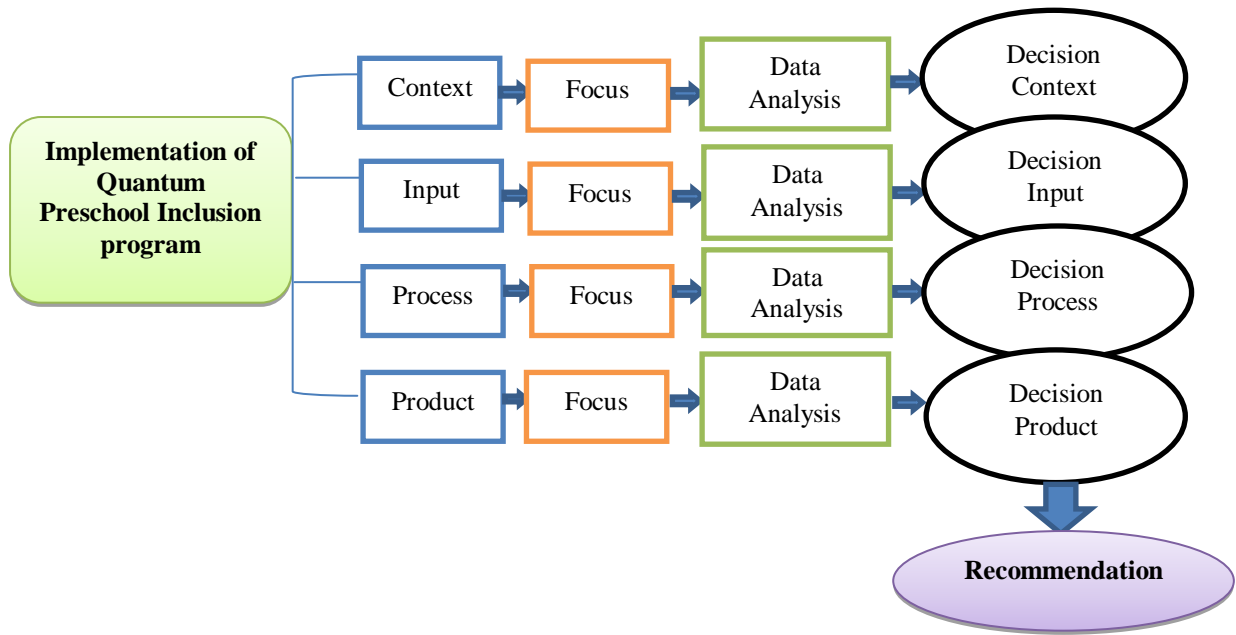 Implementation of
Quantum
Preschool Inclusion
program
Context
Focus
Data
Analysis
Decision
Context
Input
Focus
Data
Analysis
Decision
Input
Process
Focus
Data
Analysis
Decision
Process
Product
Focus
Data
Analysis
Decision
Product
Recommendation